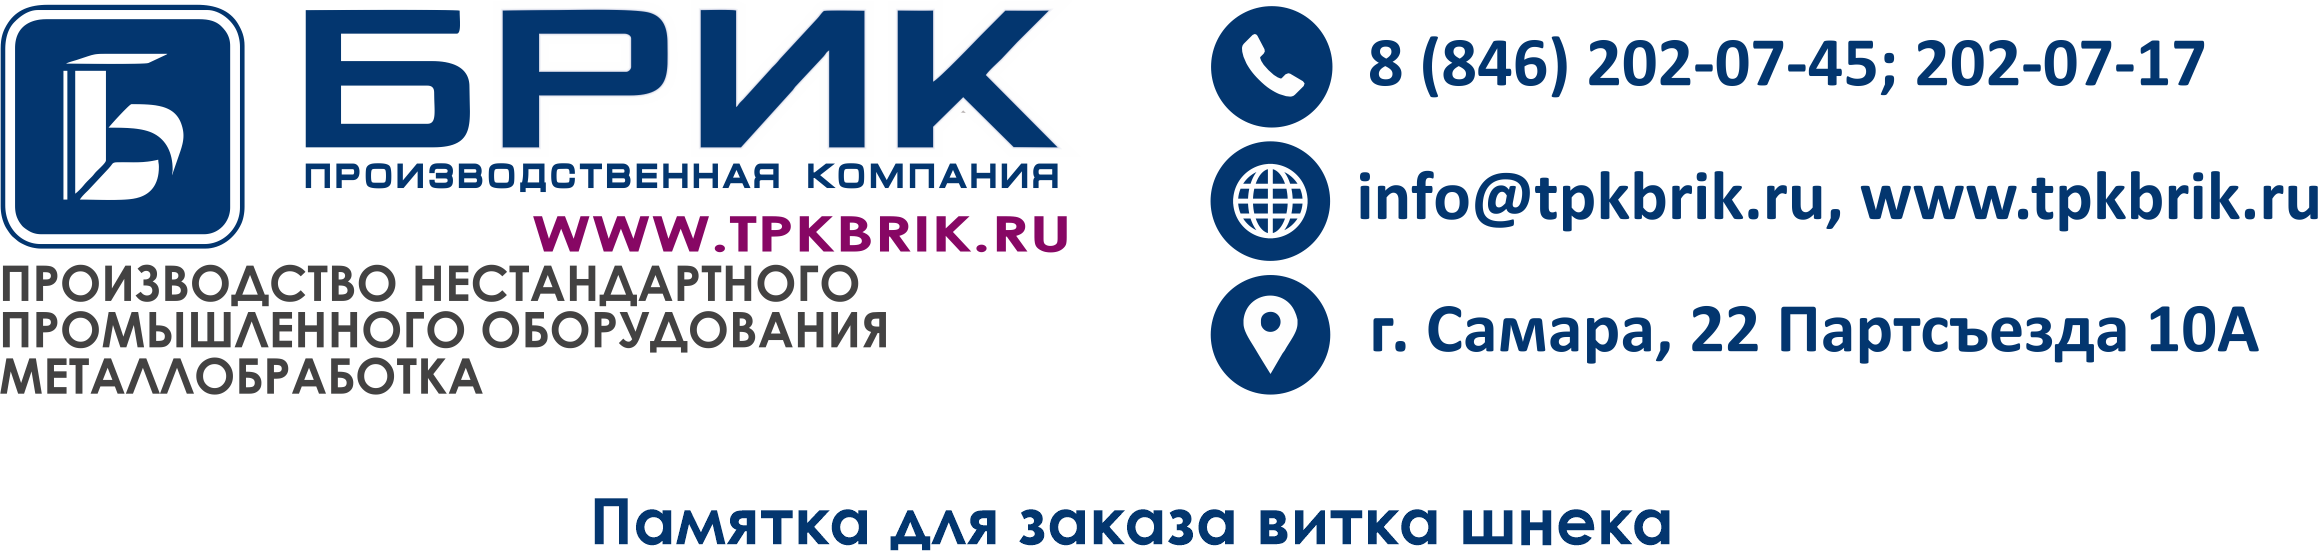 БРИК
ПРОИЗВОДСТВЕННАЯ КОМПАНИЯ
WWW.TPKBRIK.RU
ПРОИЗВОДСТВО НЕСТАНДАРТНОГО
ПРОМЫШЛЕННОГО ОБОРУДОВАНИЯ
МЕТАЛЛОБРАБОТКА
8 (846) 202-07-45; 202-07-17
info@tpkbrik.ru, www.tpkbrik.ru
г. Самара, 22 Партсъезда 10А
Памятка для заказа витка шнека